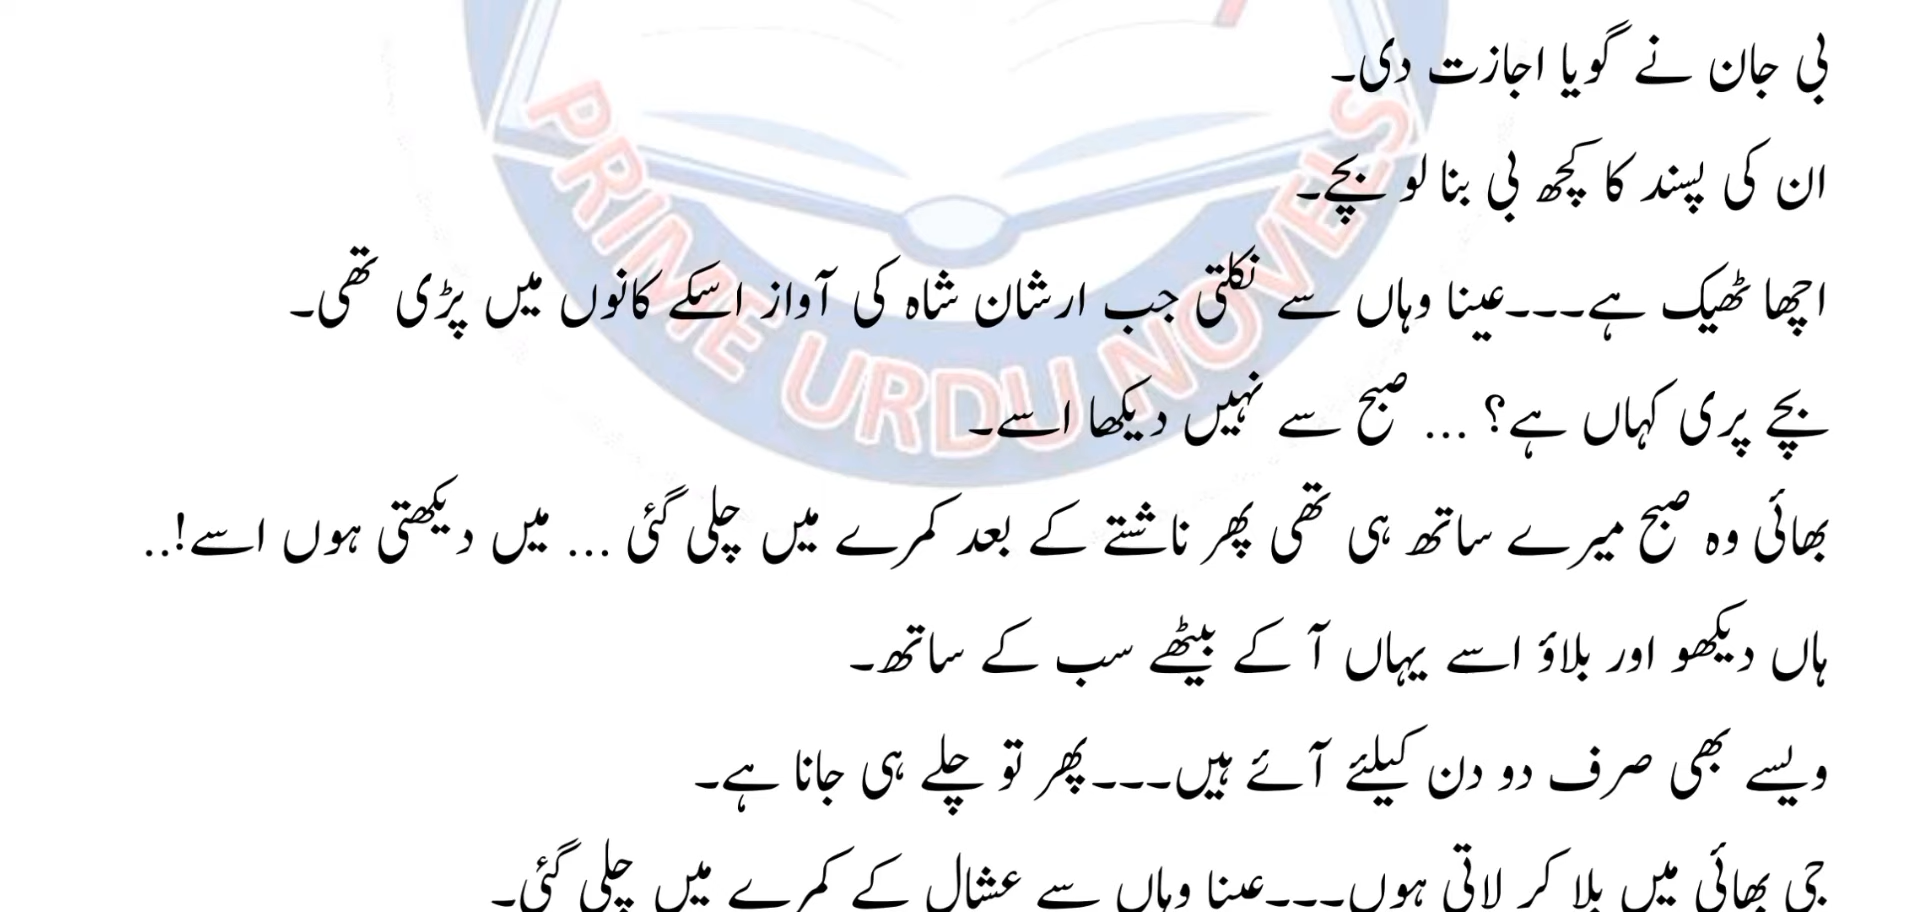 بی جان نے گویا اجازت دی۔
ان کی پسند کا کچھ بی بنا لو بچے۔
اچھا ٹھیک ہے۔۔۔عینا وہاں سے نکلتی جب ارشان شاہ کی آواز اسکے کانوں میں پڑی تھی۔
بچے پری کہاں ہے؟ ... صبح سے نہیں دیکھا اسے۔
بھائی وہ صبح میرے ساتھ ہی تھی پھر ناشتے کے بعد کمرے میں چلی گئی ... میں دیکھتی ہوں اسے!..
ہاں دیکھو اور بلاؤ اسے یہاں آ کے بیٹھے سب کے ساتھ۔
ویسے بھی صرف دو دن کیلئے آئے ہیں۔۔۔پھر تو چلے ہی جانا ہے۔
جی بھائی میں بلا کر لاتی ہوں۔۔۔عینا وہاں سے عشال کے کمرے میں چلی گئی۔
PRIME URDU NOVELS